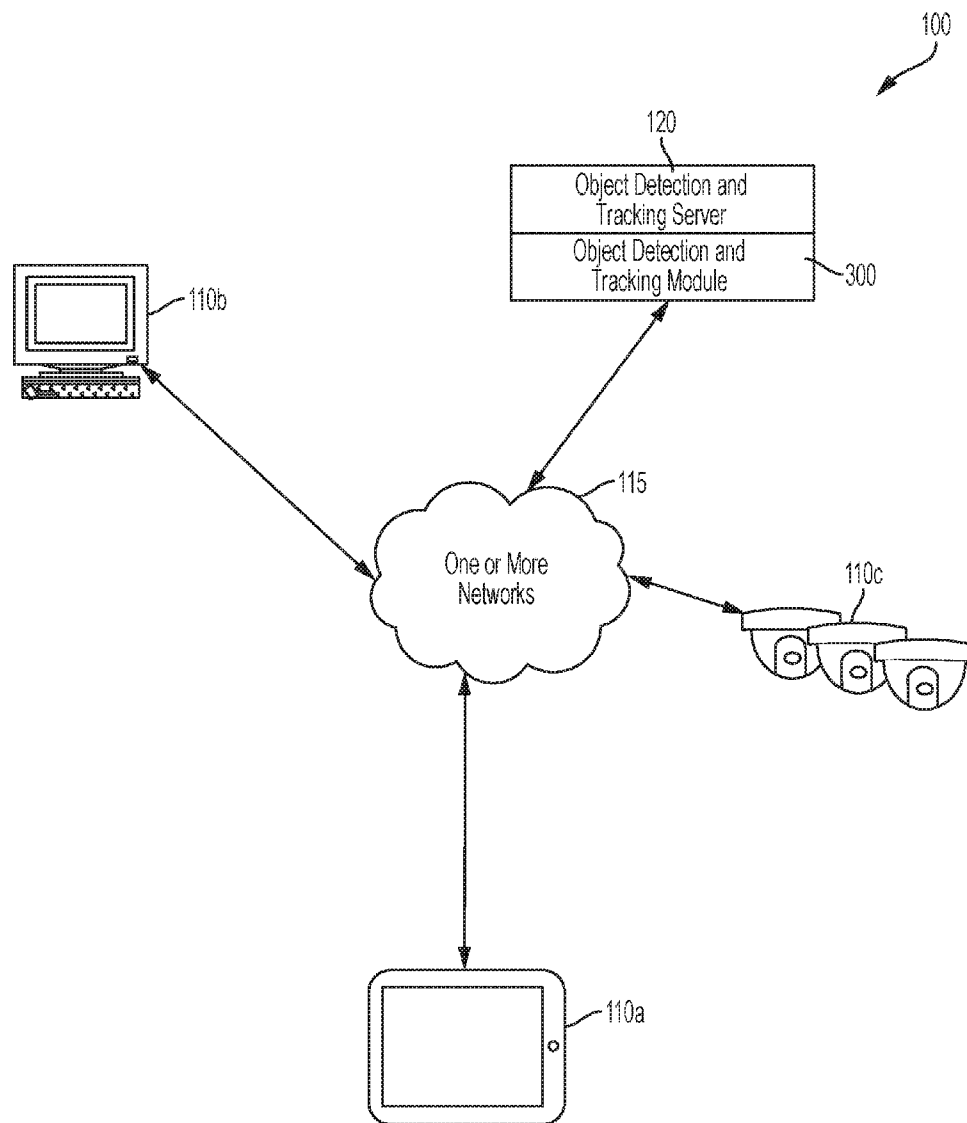 100
120
Object Detection and
Tracking Server
Object Detection and
Tracking Module
300
110b
115
One or More
Networks
110c
110a